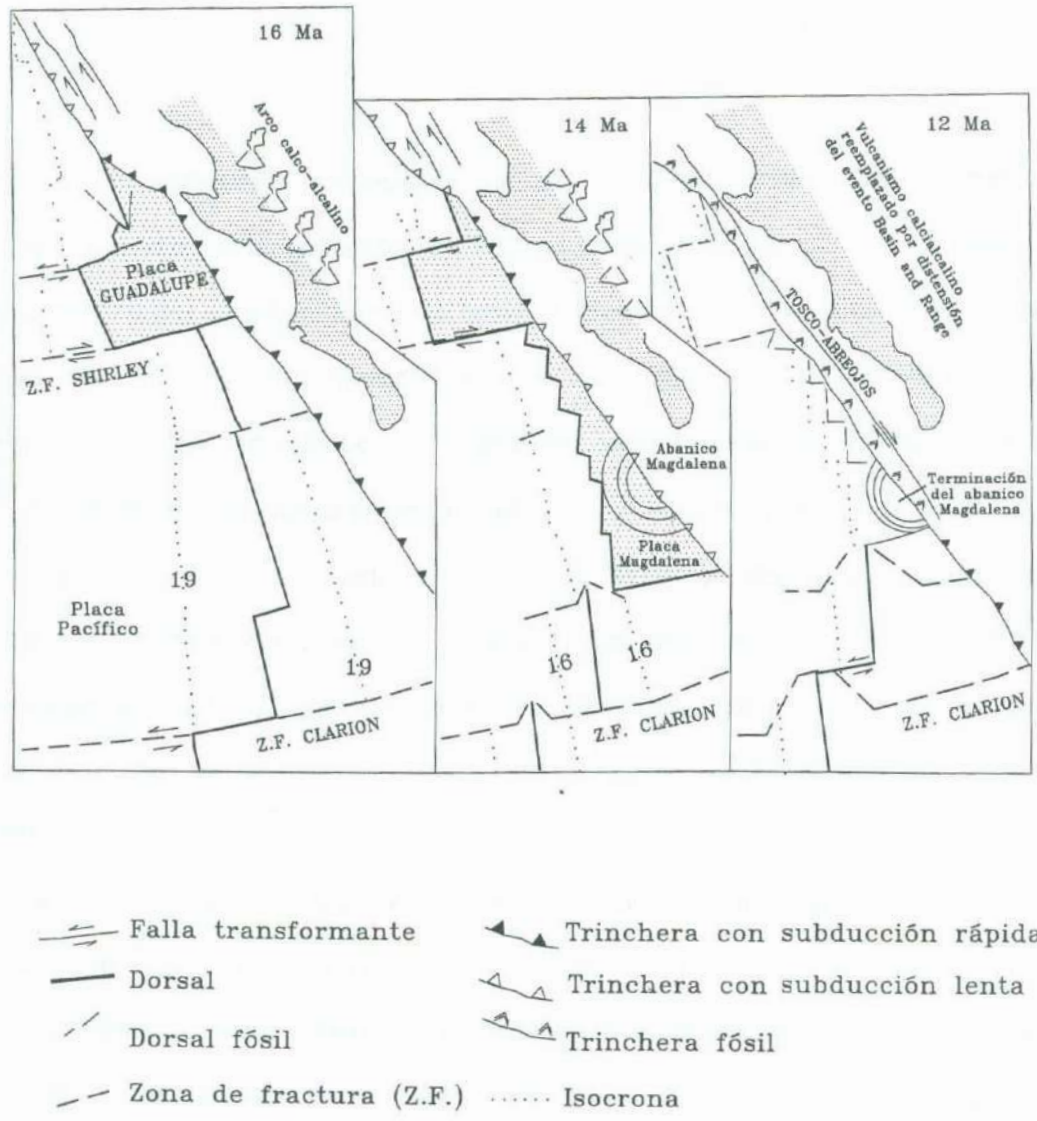 16 Ma
Arco calco-alcalino
Placa
GUADALUPE
Z.F. SHIRLEY
19
Placa
Pacífico
19
Z.F. CLARION
14 Ma
Abanico
Magdalena
Placa
Magdalena
16
16
Z.F. CLARION
12 Ma
Vulcanismo calcialcalino
reemplazado por distensión
del evento Basin and Range
TOSCO-ABREOJOS
Terminación
del abanico
Magdalena
Z.F. CLARION
Falla transformante
Dorsal
Dorsal fósil
Zona de fractura (Z.F.)
Trinchera con subducción rápida
Trinchera con subducción lenta
Trinchera fósil
Isocrona